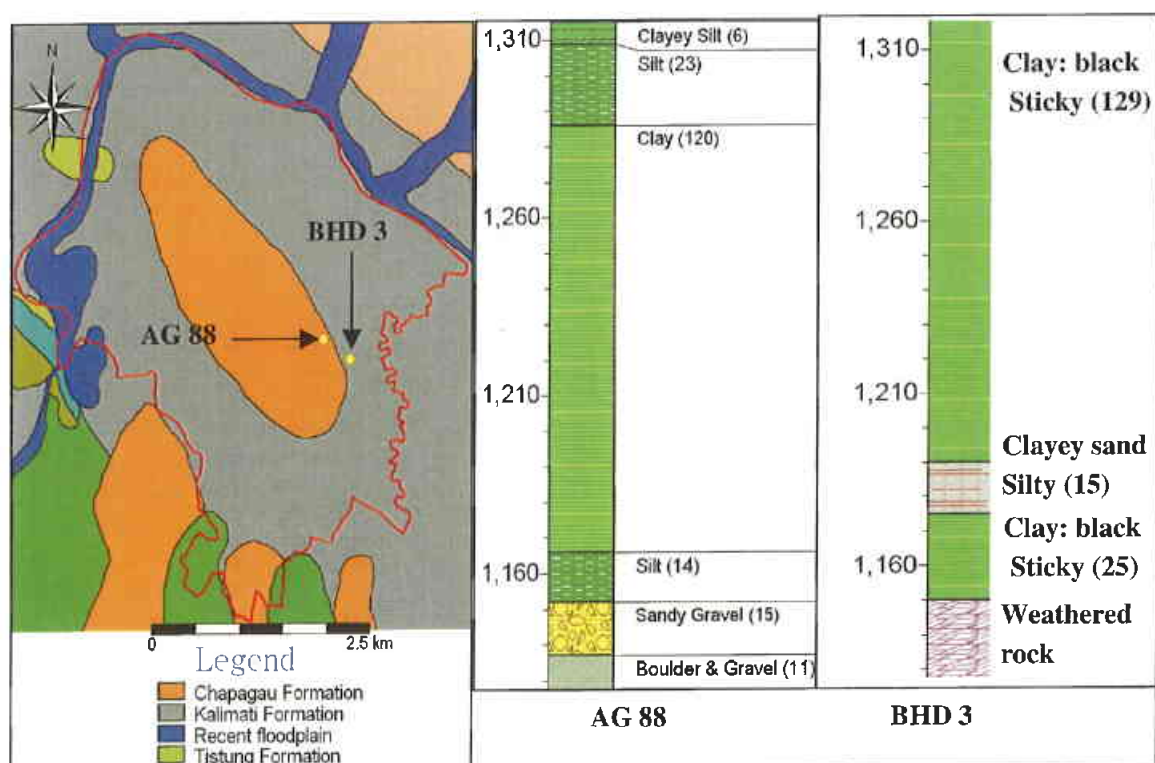 N
BHD 3
AG 88
0
2.5 km
Legend
Chapagau Formation
Kalimati Formation
Recent floodplain
Tistung Formation
1,310
1,260
1,210
1,160
Clayey Silt (6)
Silt (23)
Clay (120)
Silt (14)
Sandy Gravel (15)
Boulder & Gravel (11)
AG 88
1,310
1,260
1,210
1,160
Clay: black
Sticky (129)
Clayey sand
Silty (15)
Clay: black
Sticky (25)
Weathered
rock
BHD 3